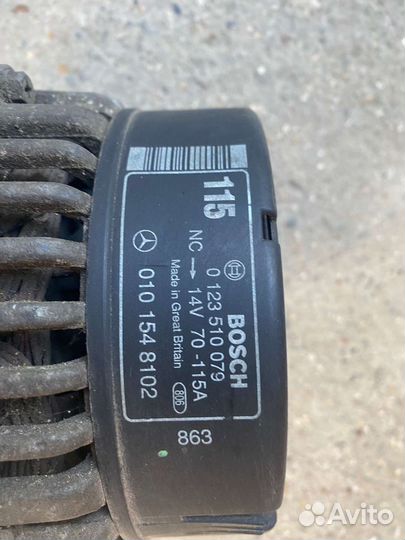 115
BOSCH
0 123 510 079
NC → 14V 70-115A
Made in Great Britain
806
010 154 8102
863
Avito